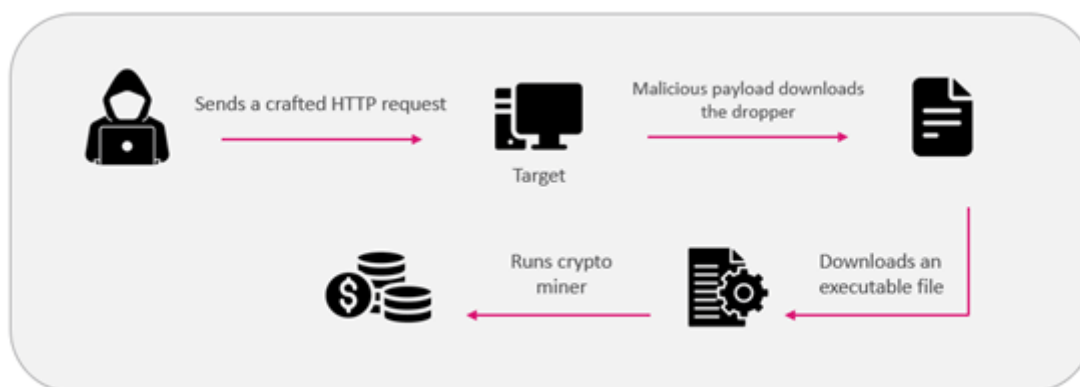 Sends a crafted HTTP request
Malicious payload downloads
the dropper
Target
Downloads an
executable file
Runs crypto
miner